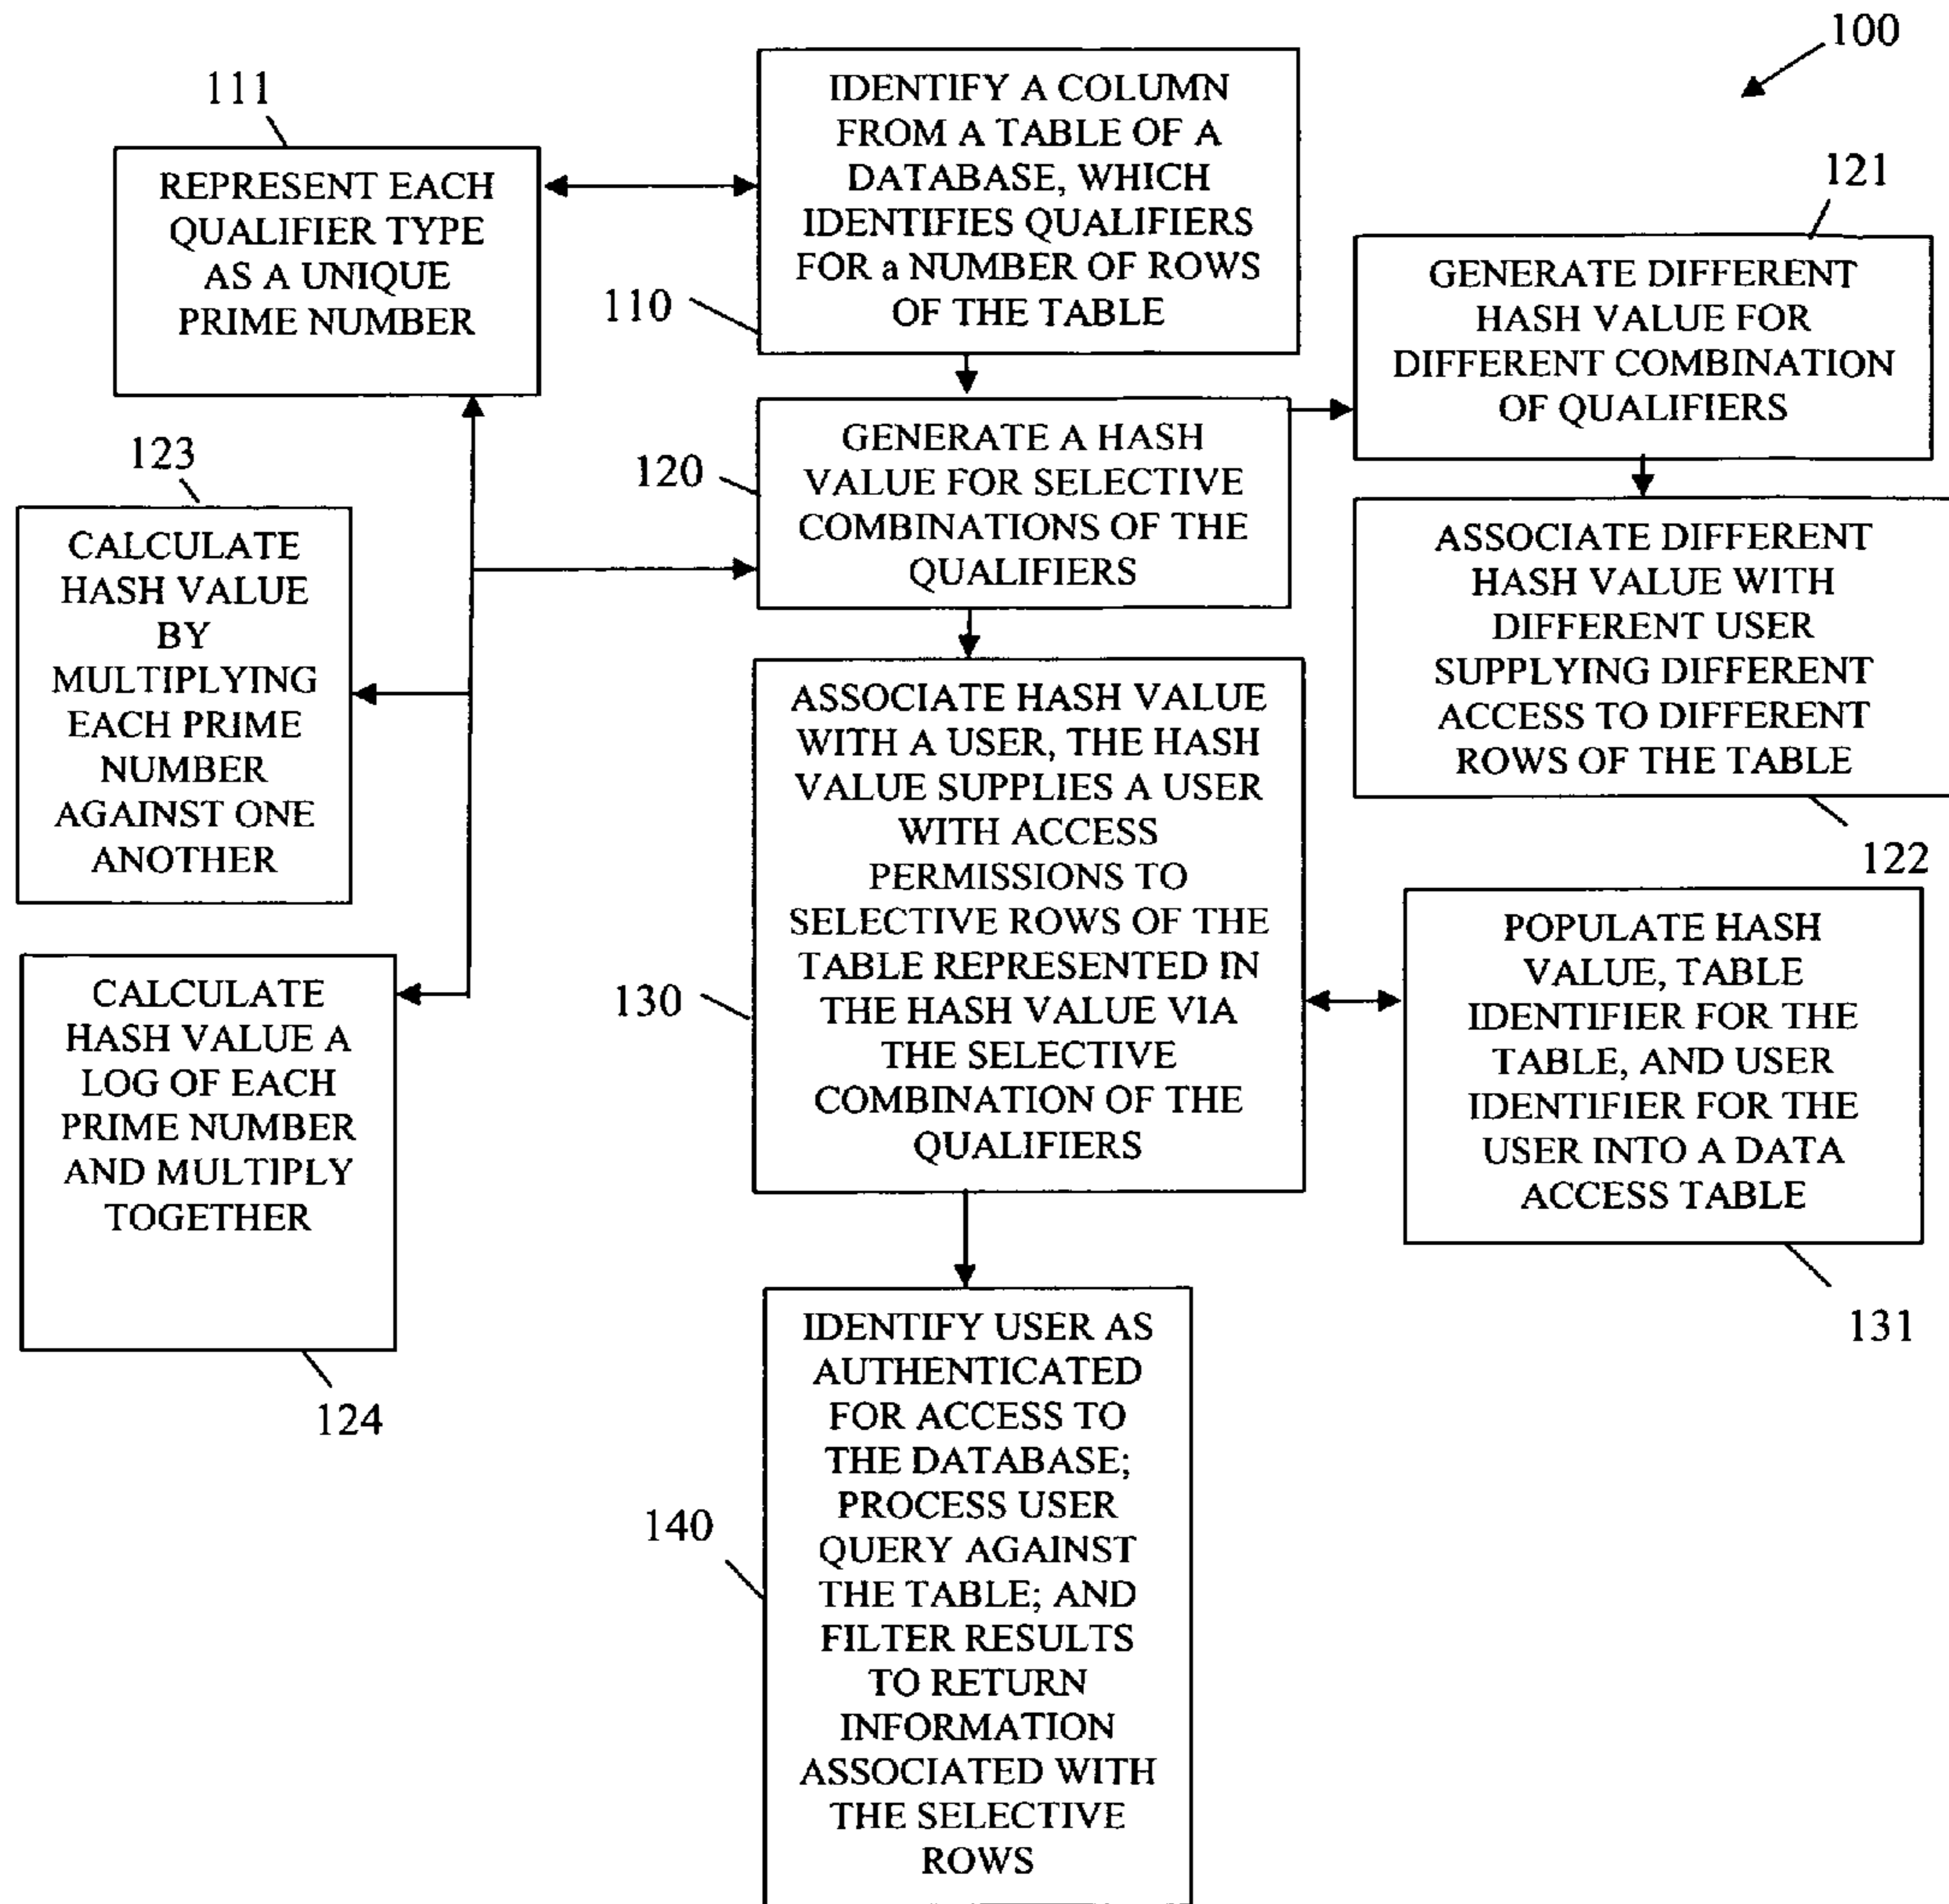 100
111
REPRESENT EACH
QUALIFIER TYPE
AS A UNIQUE
PRIME NUMBER
IDENTIFY A COLUMN
FROM A TABLE OF A
DATABASE, WHICH
IDENTIFIES QUALIFIERS
FOR a NUMBER OF ROWS
OF THE TABLE
110
121
GENERATE DIFFERENT
HASH VALUE FOR
DIFFERENT COMBINATION
OF QUALIFIERS
120
GENERATE A HASH
VALUE FOR SELECTIVE
COMBINATIONS OF THE
QUALIFIERS
123
CALCULATE
HASH VALUE
BY
MULTIPLYING
EACH PRIME
NUMBER
AGAINST ONE
ANOTHER
ASSOCIATE DIFFERENT
HASH VALUE WITH
DIFFERENT USER
SUPPLYING DIFFERENT
ACCESS TO DIFFERENT
ROWS OF THE TABLE
122
130
ASSOCIATE HASH VALUE
WITH A USER, THE HASH
VALUE SUPPLIES A USER
WITH ACCESS
PERMISSIONS TO
SELECTIVE ROWS OF THE
TABLE REPRESENTED IN
THE HASH VALUE VIA
THE SELECTIVE
COMBINATION OF THE
QUALIFIERS
POPULATE HASH
VALUE, TABLE
IDENTIFIER FOR THE
TABLE, AND USER
IDENTIFIER FOR THE
USER INTO A DATA
ACCESS TABLE
131
CALCULATE
HASH VALUE A
LOG OF EACH
PRIME NUMBER
AND MULTIPLY
TOGETHER
124
140
IDENTIFY USER AS
AUTHENTICATED
FOR ACCESS TO
THE DATABASE;
PROCESS USER
QUERY AGAINST
THE TABLE; AND
FILTER RESULTS
TO RETURN
INFORMATION
ASSOCIATED WITH
THE SELECTIVE
ROWS